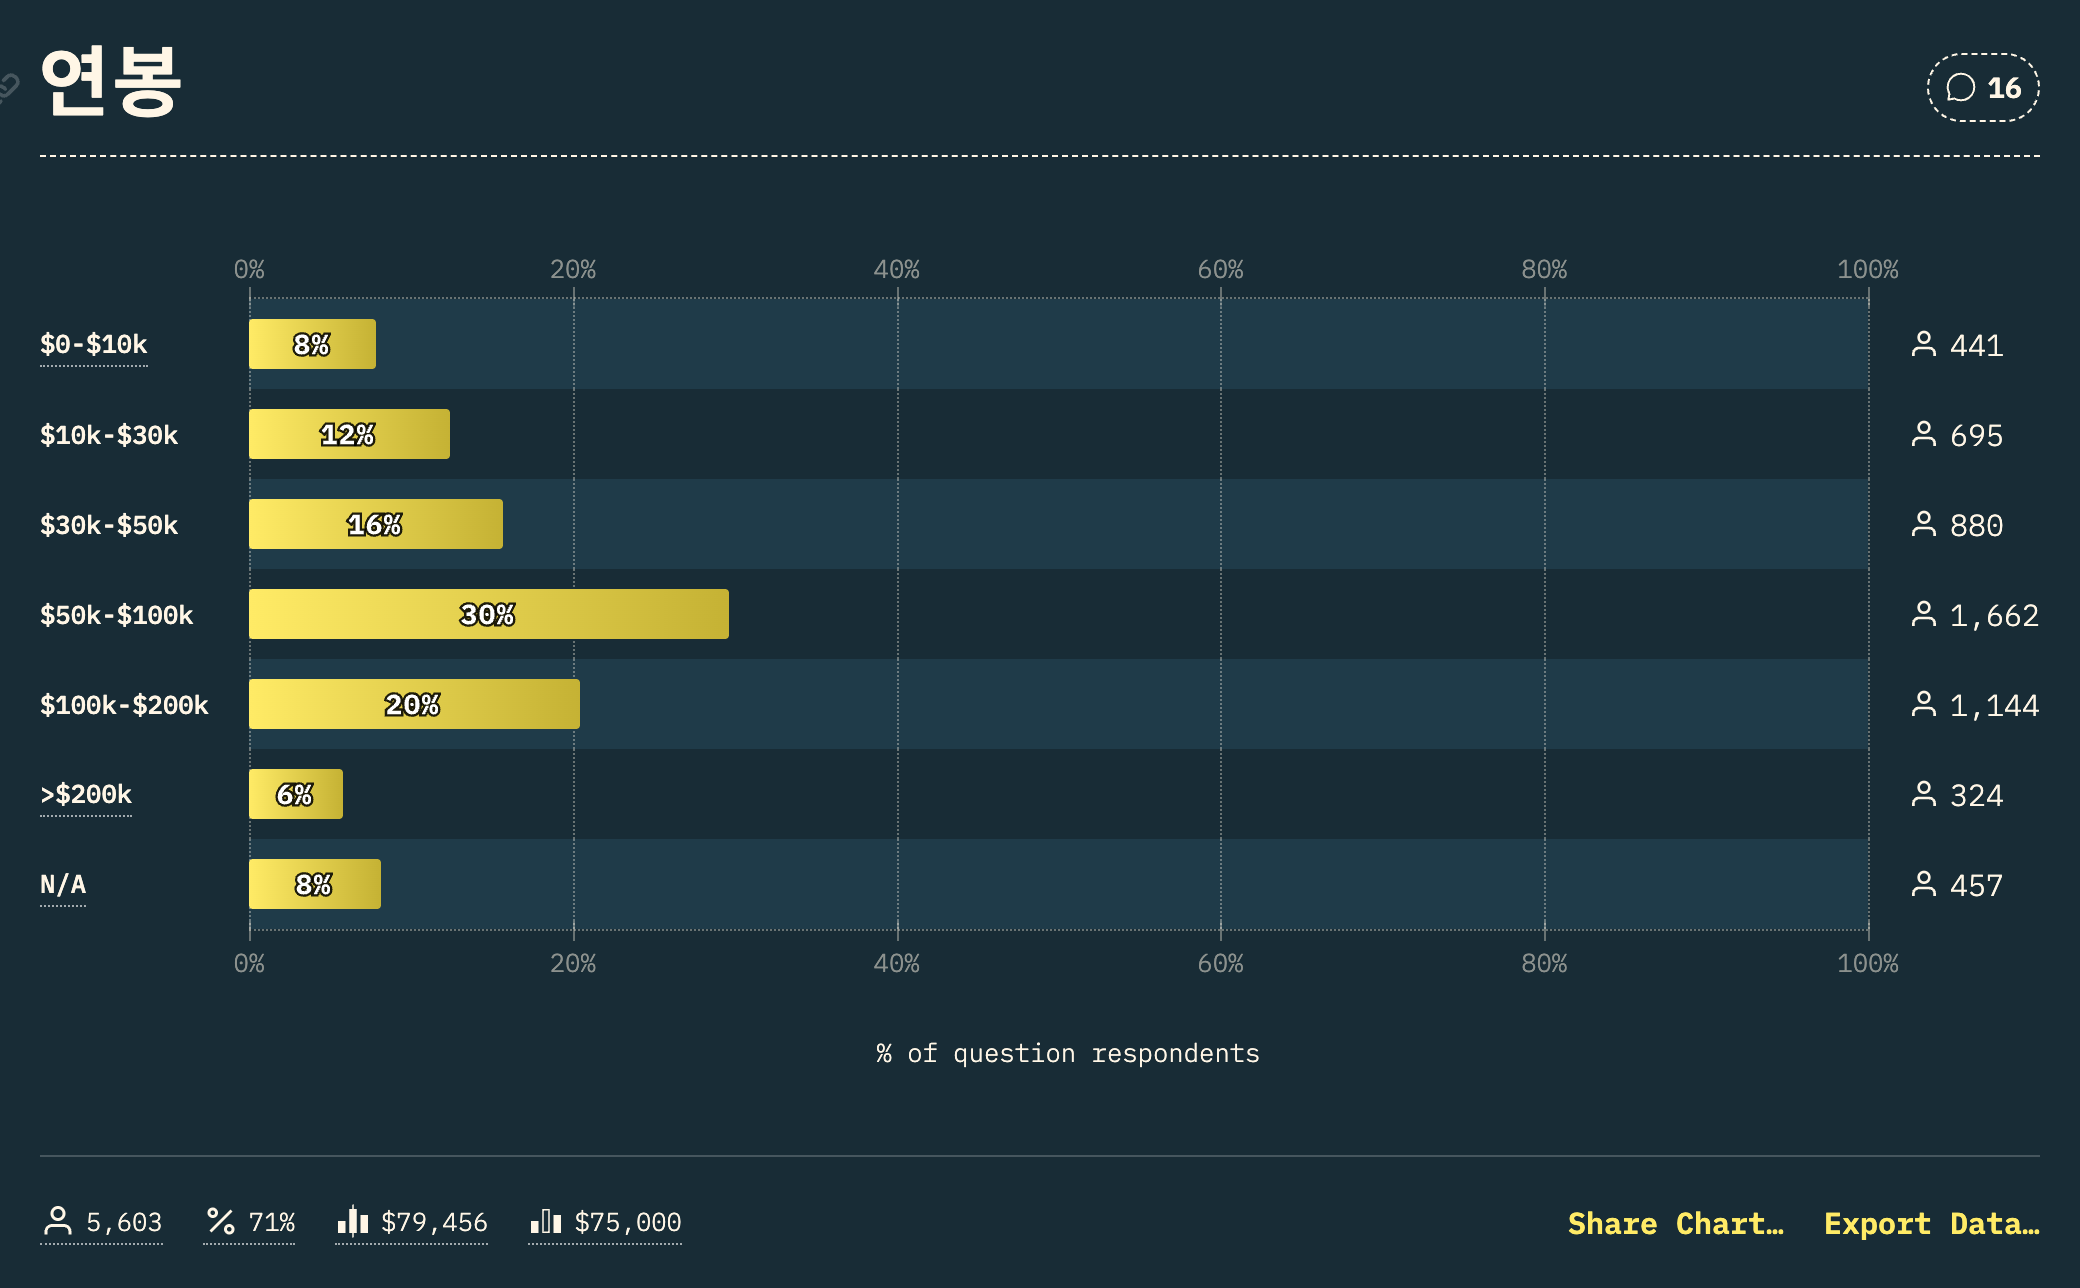 연봉
16
0% 20% 40% 60% 80% 100%
$0-$10k 8% 441
$10k-$30k 12% 695
$30k-$50k 16% 880
$50k-$100k 30% 1,662
$100k-$200k 20% 1,144
>$200k 6% 324
N/A 8% 457
0% 20% 40% 60% 80% 100%
% of question respondents
5,603 71% $79,456 $75,000 Share Chart… Export Data…